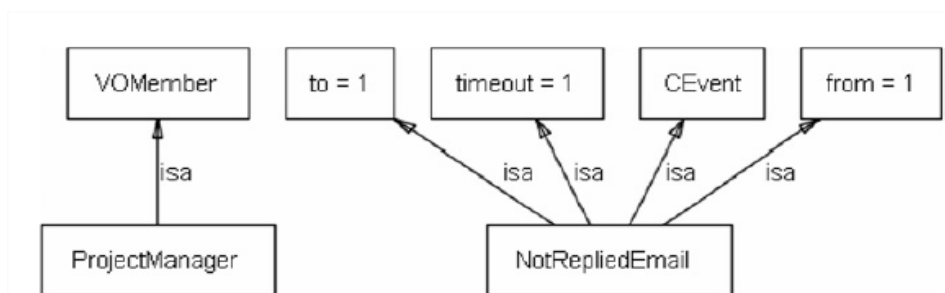 VOMember
to = 1
timeout = 1
CEvent
from = 1
isa
isa
isa
isa
isa
ProjectManager
NotRepliedEmail